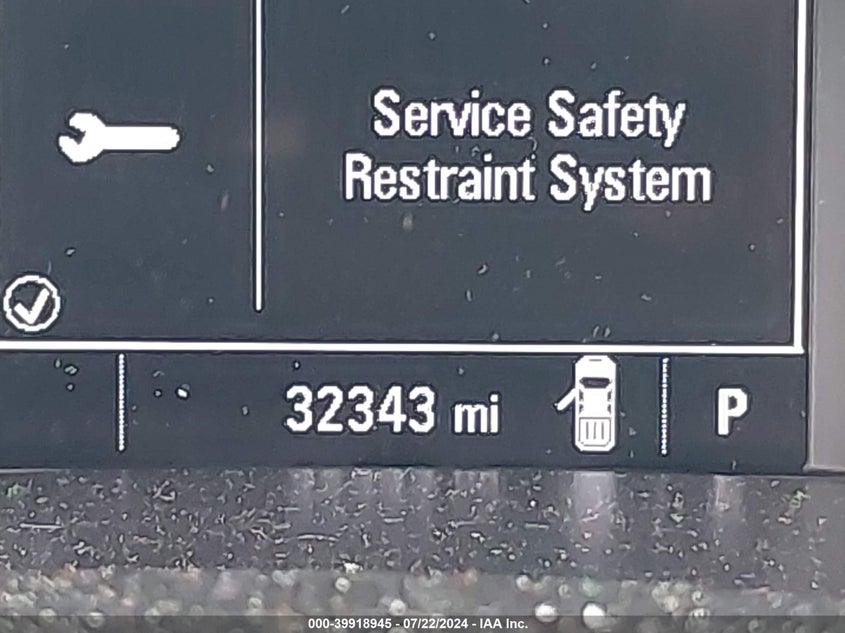 Service Safety
Restraint System
32343 mi
P
000-39918945 - 07/22/2024 - IAA Inc.